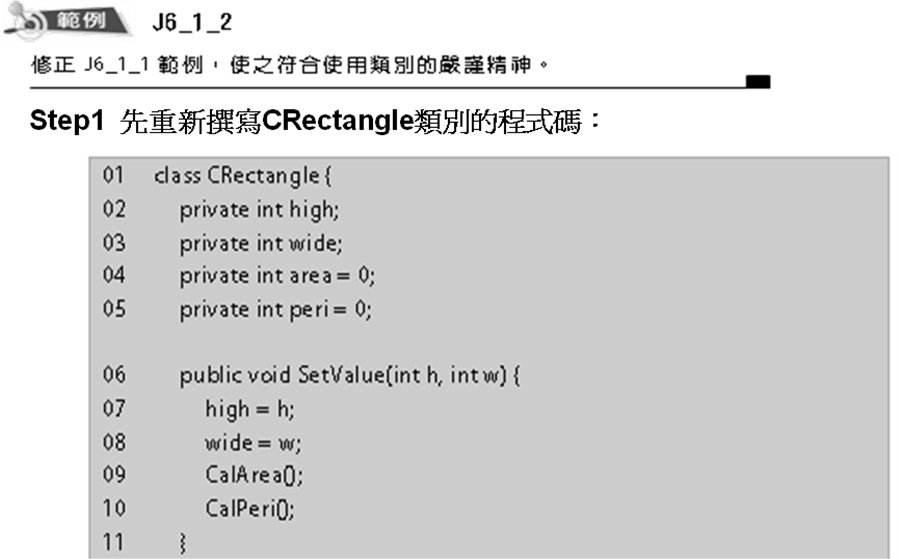 範例 J6_1_2
修正 J6_1_1 範例，使之符合使用類別的嚴謹精神。
Step1 先重新撰寫CRectangle類別的程式碼：
01 class CRectangle {
02 private int high;
03 private int wide;
04 private int area = 0;
05 private int peri = 0;
06 public void SetValue(int h, int w) {
07 high = h;
08 wide = w;
09 CalArea();
10 CalPeri();
11 }